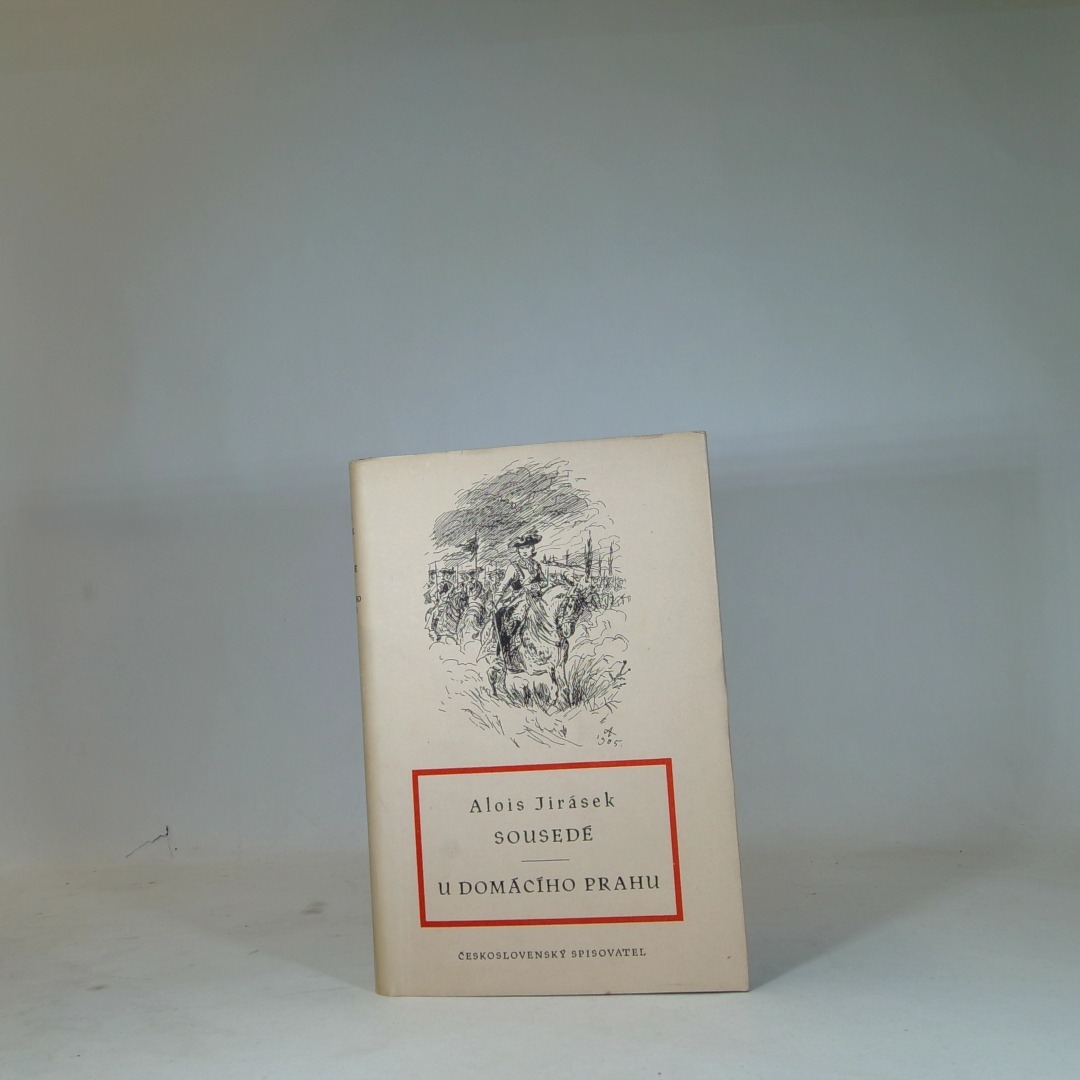 Alois Jirásek
SOUSEDÉ
U DOMÁCÍHO PRAHU
ČESKOSLOVENSKÝ SPISOVATEL